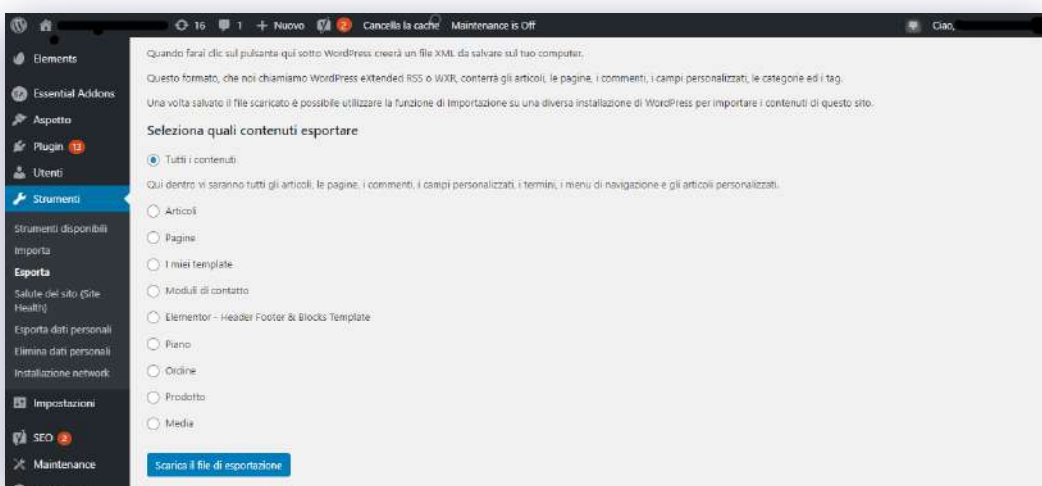 16 1 + Nuovo 2 Cancella la cache Maintenance is Off Ciao,
Elements
Essential Addons
Aspetto
Plugin 13
Utenti
Strumenti
Strumenti disponibili
Importa
Esporta
Salute del sito (Site
Health)
Esporta dati personali
Elimina dati personali
Installazione network
Impostazioni
SEO 2
Maintenance
Quando farai clic sul pulsante qui sotto WordPress creerà un file XML da salvare sul tuo computer.
Questo formato, che noi chiamiamo WordPress eXtended RSS o WXR, conterrà gli articoli, le pagine, i commenti, i campi personalizzati, le categorie ed i tag.
Una volta salvato il file scaricato è possibile utilizzare la funzione di Importazione su una diversa installazione di WordPress per importare i contenuti di questo sito.
Seleziona quali contenuti esportare
Tutti i contenuti
Qui dentro vi saranno tutti gli articoli, le pagine, i commenti, i campi personalizzati, i termini, i menu di navigazione e gli articoli personalizzati.
Articoli
Pagine
I miei template
Moduli di contatto
Elementor - Header Footer & Blocks Template
Piano
Ordine
Prodotto
Media
Scarica il file di esportazione